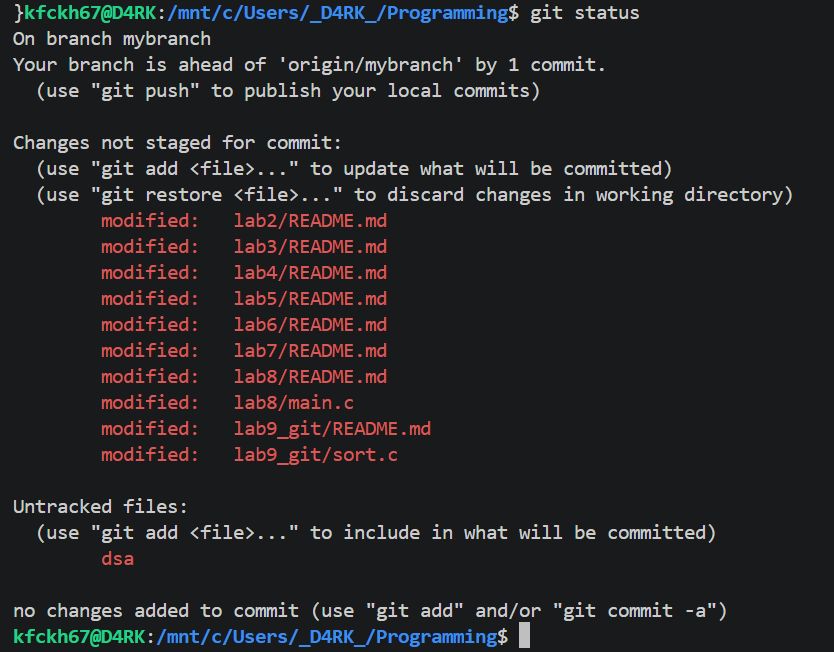 }kfckh67@D4RK:/mnt/c/Users/_D4RK_/Programming$ git status
On branch mybranch
Your branch is ahead of 'origin/mybranch' by 1 commit.
  (use "git push" to publish your local commits)

Changes not staged for commit:
  (use "git add <file>..." to update what will be committed)
  (use "git restore <file>..." to discard changes in working directory)
        modified:   lab2/README.md
        modified:   lab3/README.md
        modified:   lab4/README.md
        modified:   lab5/README.md
        modified:   lab6/README.md
        modified:   lab7/README.md
        modified:   lab8/README.md
        modified:   lab8/main.c
        modified:   lab9_git/README.md
        modified:   lab9_git/sort.c

Untracked files:
  (use "git add <file>..." to include in what will be committed)
        dsa

no changes added to commit (use "git add" and/or "git commit -a")
kfckh67@D4RK:/mnt/c/Users/_D4RK_/Programming$